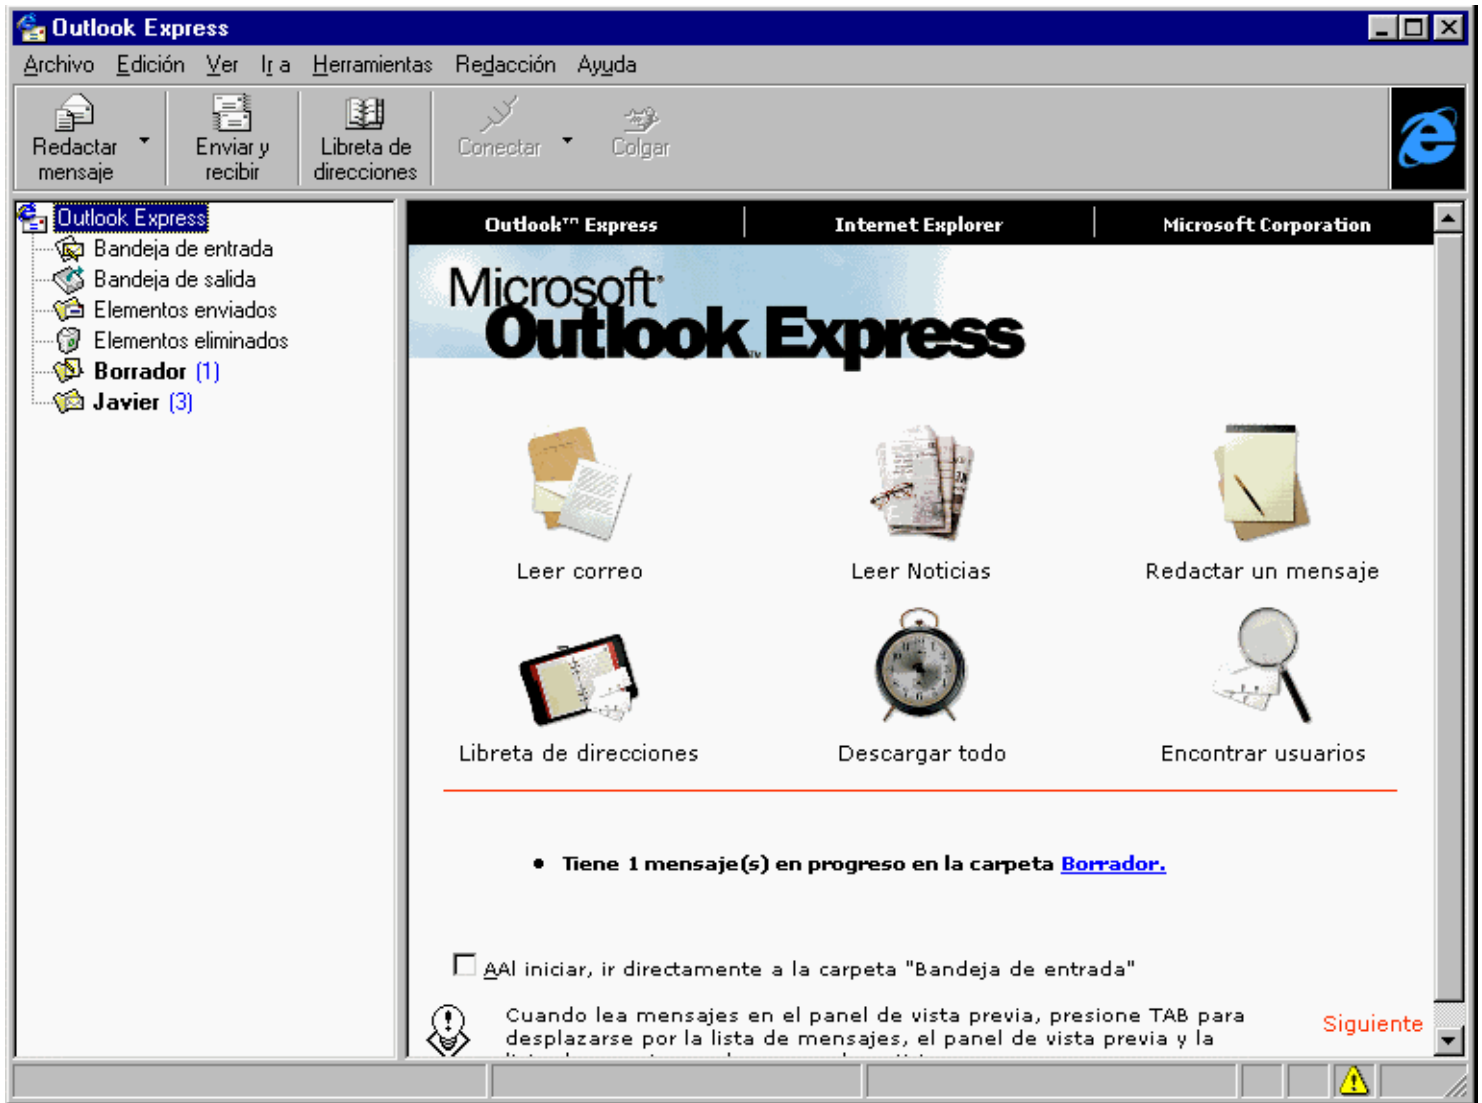 Outlook Express
Archivo Edición Ver Ir a Herramientas Redacción Ayuda
Redactar mensaje
Enviar y recibir
Libreta de direcciones
Conectar
Colgar
Outlook Express
Bandeja de entrada
Bandeja de salida
Elementos enviados
Elementos eliminados
Borrador (1)
Javier (3)
Outlook™ Express Internet Explorer Microsoft Corporation
Microsoft
Outlook Express
Leer correo Leer Noticias Redactar un mensaje
Libreta de direcciones Descargar todo Encontrar usuarios
• Tiene 1 mensaje(s) en progreso en la carpeta Borrador.
AAl iniciar, ir directamente a la carpeta "Bandeja de entrada"
Cuando lea mensajes en el panel de vista previa, presione TAB para
desplazarse por la lista de mensajes, el panel de vista previa y la
Siguiente